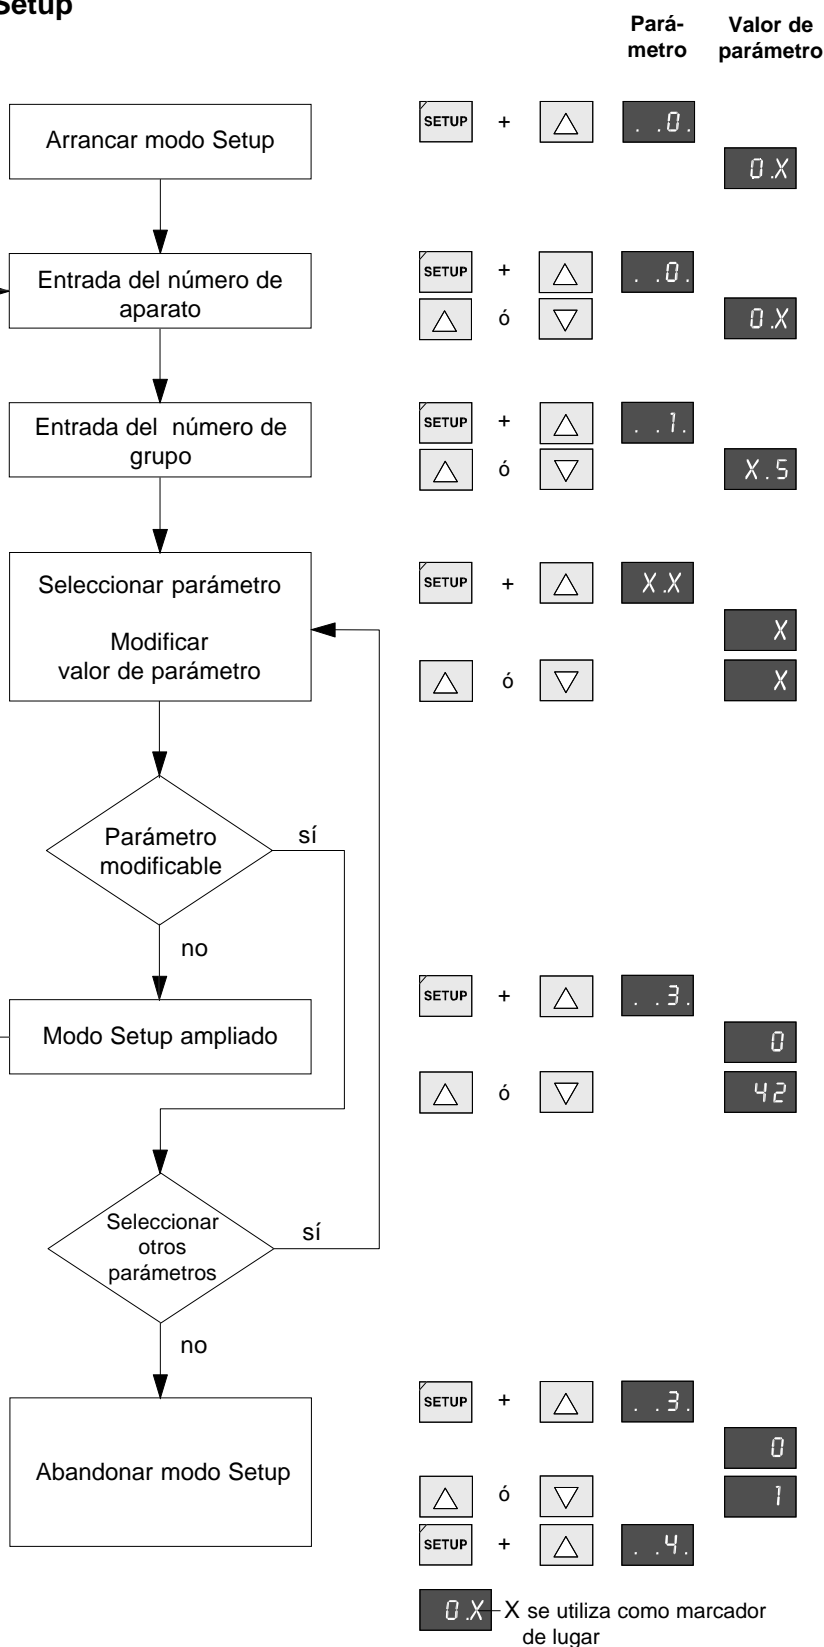 Setup
Pará-
metro
Valor de
parámetro
Arrancar modo Setup
SETUP + . .0.
0.X
Entrada del número de
aparato
SETUP + . .0.
ó 0.X
Entrada del número de
grupo
SETUP + . .1.
ó X.5
Seleccionar parámetro
Modificar
valor de parámetro
SETUP + X.X
X
ó X
Parámetro
modificable
sí
no
Modo Setup ampliado
SETUP + . .3.
0
ó 42
Seleccionar
otros
parámetros
sí
no
Abandonar modo Setup
SETUP + . .3.
0
ó 1
SETUP + . .4.
0.X X se utiliza como marcador
de lugar